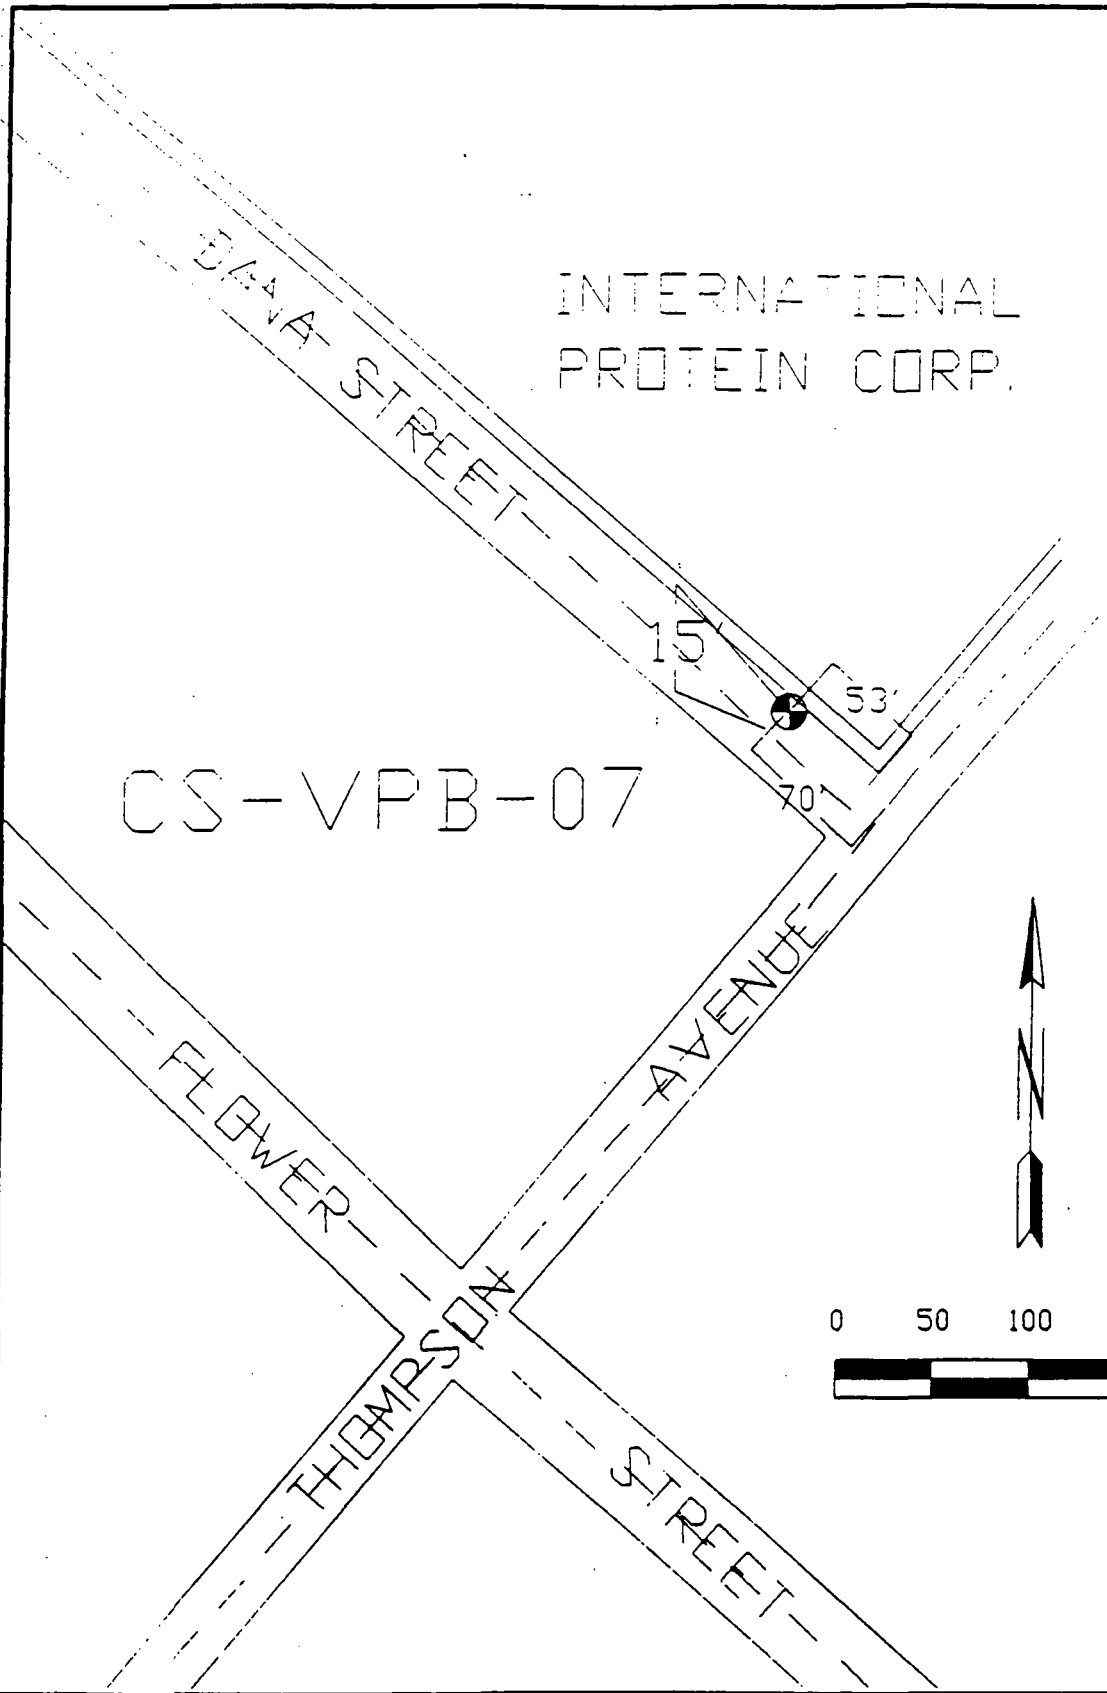 DANA STREET
INTERNATIONAL
PROTEIN CORP.
15'
53'
70'
CS-VPB-07
THOMPSON AVENUE
FLOWER STREET
N
0 50 100